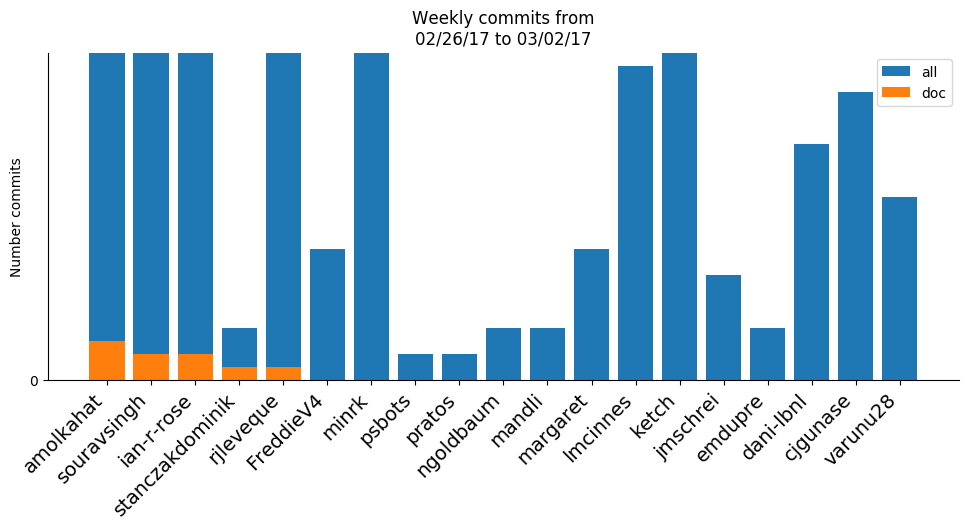 Weekly commits from
02/26/17 to 03/02/17
all
doc
Number commits
0
amolkahat
souravsingh
ian-r-rose
stanczakdominik
rjleveque
FreddieV4
minrk
psbots
pratos
ngoldbaum
mandli
margaret
lmcinnes
ketch
jmschrei
emdupre
dani-lbnl
cjgunase
varunu28